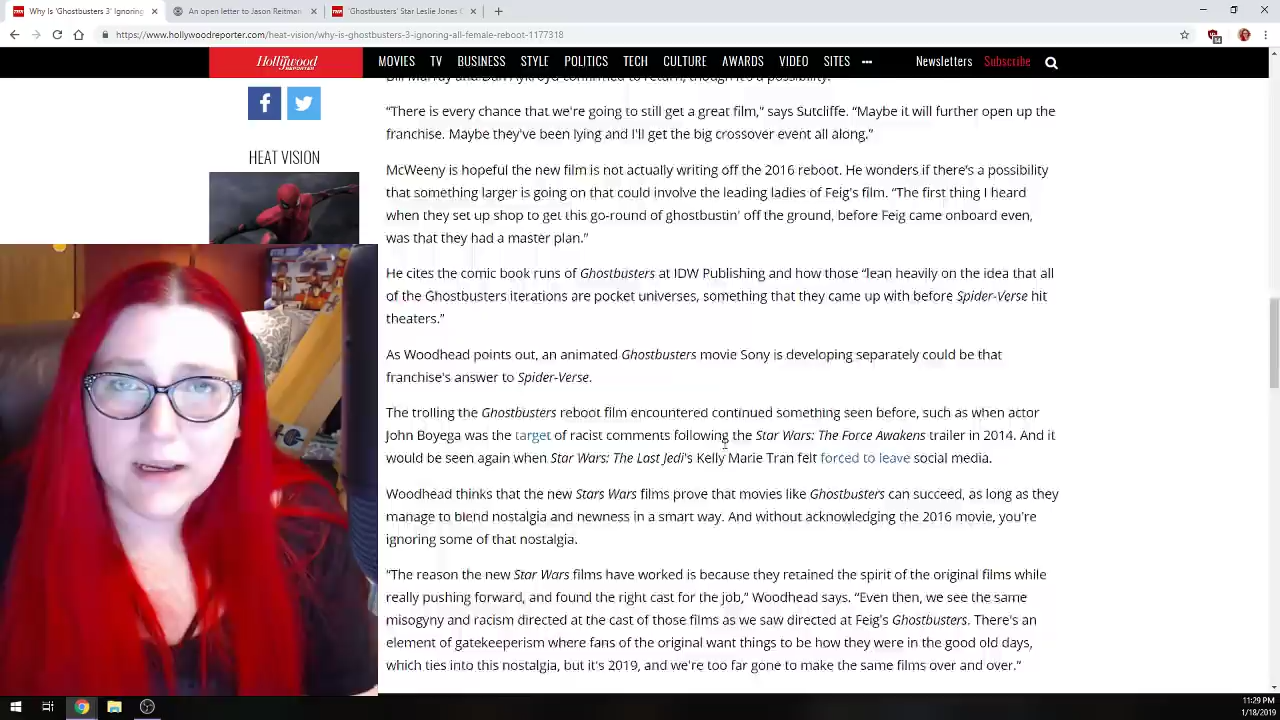 Why Is 'Ghostbusters 3' Ignoring
An open letter to Jason Reitman
'Ghostbusters' Star Leslie Jones C
https://www.hollywoodreporter.com/heat-vision/why-is-ghostbusters-3-ignoring-all-female-reboot-1177318
Hollywood REPORTER
MOVIES TV BUSINESS STYLE POLITICS TECH CULTURE AWARDS VIDEO SITES ••• Newsletters Subscribe
Bill Murray and Dan Aykroyd confirmed to return, though it's a possibility.
“There is every chance that we're going to still get a great film,” says Sutcliffe. “Maybe it will further open up the
franchise. Maybe they've been lying and I'll get the big crossover event all along.”
HEAT VISION
McWeeny is hopeful the new film is not actually writing off the 2016 reboot. He wonders if there's a possibility
that something larger is going on that could involve the leading ladies of Feig's film. “The first thing I heard
when they set up shop to get this go-round of ghostbustin' off the ground, before Feig came onboard even,
was that they had a master plan.”
He cites the comic book runs of Ghostbusters at IDW Publishing and how those “lean heavily on the idea that all
of the Ghostbusters iterations are pocket universes, something that they came up with before Spider-Verse hit
theaters.”
As Woodhead points out, an animated Ghostbusters movie Sony is developing separately could be that
franchise's answer to Spider-Verse.
The trolling the Ghostbusters reboot film encountered continued something seen before, such as when actor
John Boyega was the target of racist comments following the Star Wars: The Force Awakens trailer in 2014. And it
would be seen again when Star Wars: The Last Jedi's Kelly Marie Tran felt forced to leave social media.
Woodhead thinks that the new Stars Wars films prove that movies like Ghostbusters can succeed, as long as they
manage to blend nostalgia and newness in a smart way. And without acknowledging the 2016 movie, you're
ignoring some of that nostalgia.
“The reason the new Star Wars films have worked is because they retained the spirit of the original films while
really pushing forward, and found the right cast for the job,” Woodhead says. “Even then, we see the same
misogyny and racism directed at the cast of those films as we saw directed at Feig's Ghostbusters. There's an
element of gatekeeperism where fans of the original want things to be how they were in the good old days,
which ties into this nostalgia, but it's 2019, and we're too far gone to make the same films over and over.”
11:29 PM
1/18/2019